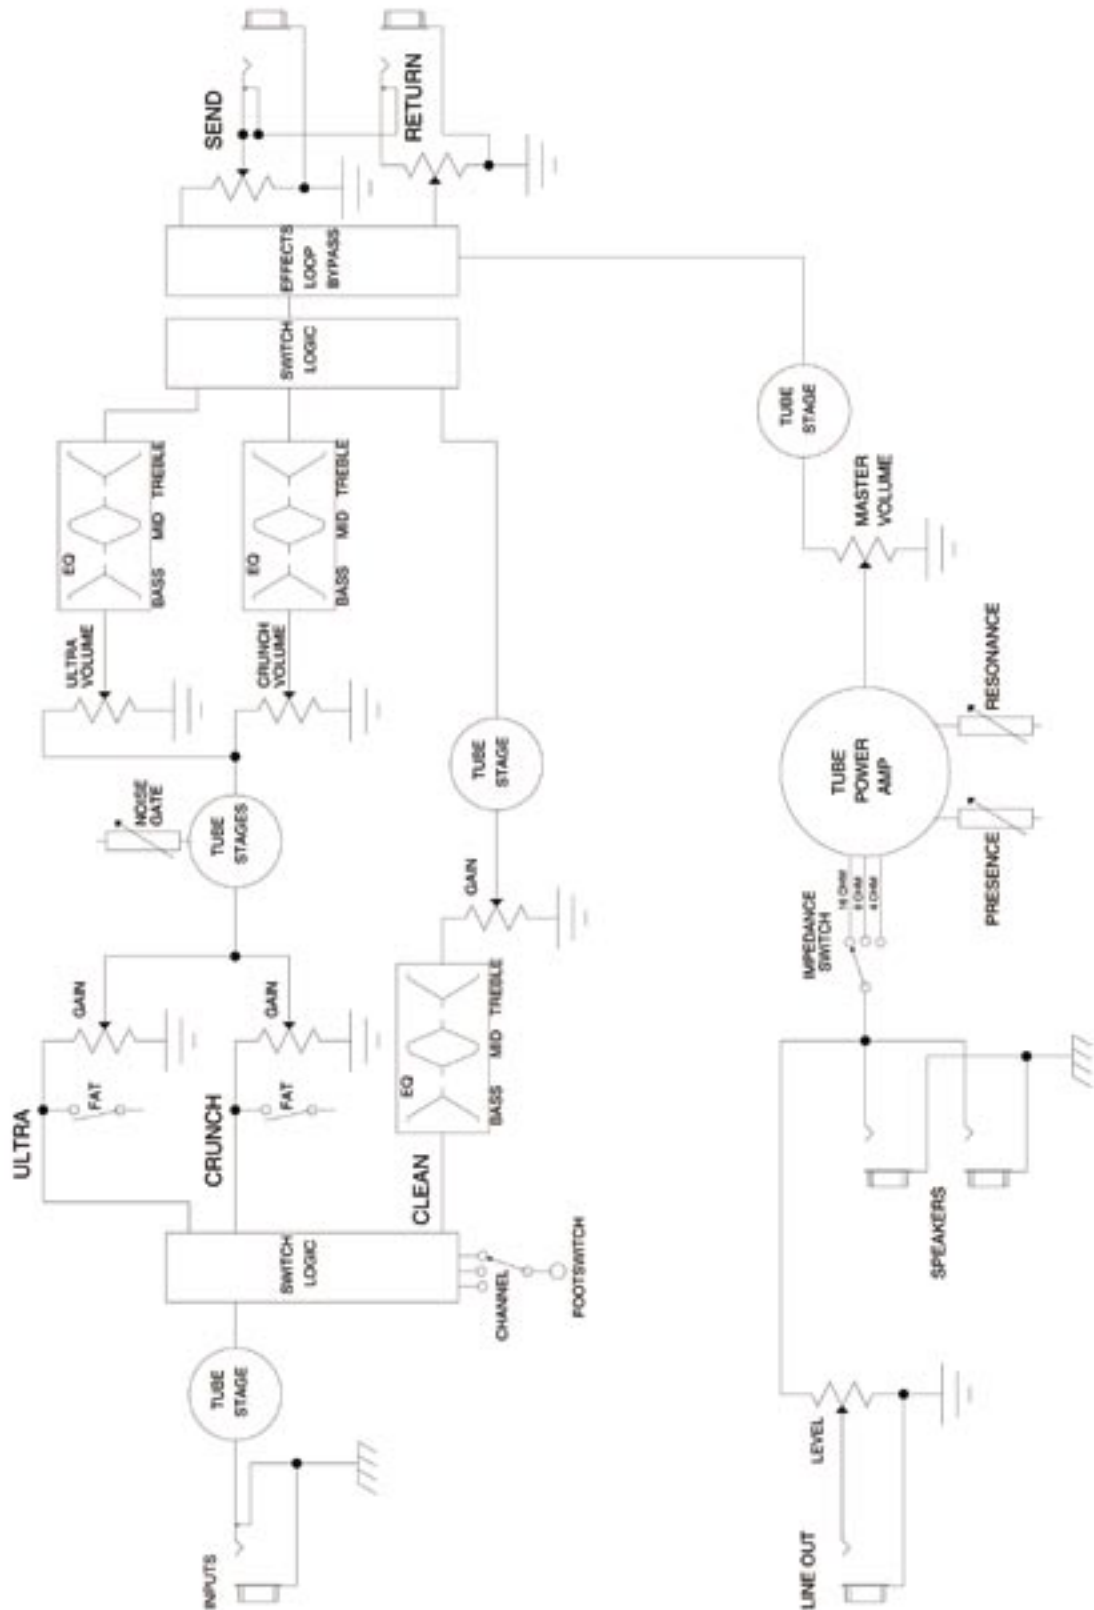 INPUTS
TUBE
STAGE
SWITCH
LOGIC
CHANNEL
FOOTSWITCH
ULTRA
FAT
GAIN
CRUNCH
FAT
GAIN
CLEAN
EQ
BASS MID TREBLE
GAIN
TUBE
STAGE
NOISE
GATE
TUBE
STAGES
ULTRA
VOLUME
EQ
BASS MID TREBLE
CRUNCH
VOLUME
EQ
BASS MID TREBLE
SWITCH
LOGIC
EFFECTS
LOOP
BYPASS
SEND
RETURN
LINE OUT
LEVEL
SPEAKERS
IMPEDANCE
SWITCH
16 OHM
8 OHM
4 OHM
TUBE
POWER
AMP
PRESENCE
RESONANCE
MASTER
VOLUME
TUBE
STAGE